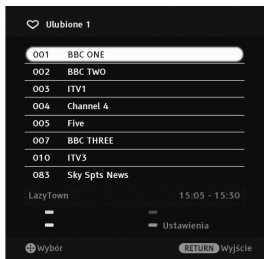 Ulubione 1
001 BBC ONE
002 BBC TWO
003 ITV1
004 Channel 4
005 Five
007 BBC THREE
010 ITV3
083 Sky Spts News
LazyTown 15:05 - 15:30
Ustawienia
Wybór RETURN Wyjście